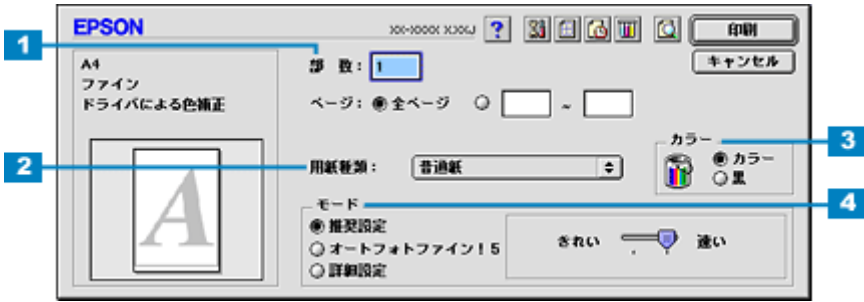 EPSON
XX-XXXX X.XXJ
?
印刷
1
A4
部 数： 1
キャンセル
ファイン
ドライバによる色補正
ページ： 全ページ ~
カラー
3
2
用紙種類： 普通紙
カラー
黒
モード
4
推奨設定
オートフォトファイン！5
詳細設定
きれい 速い
A